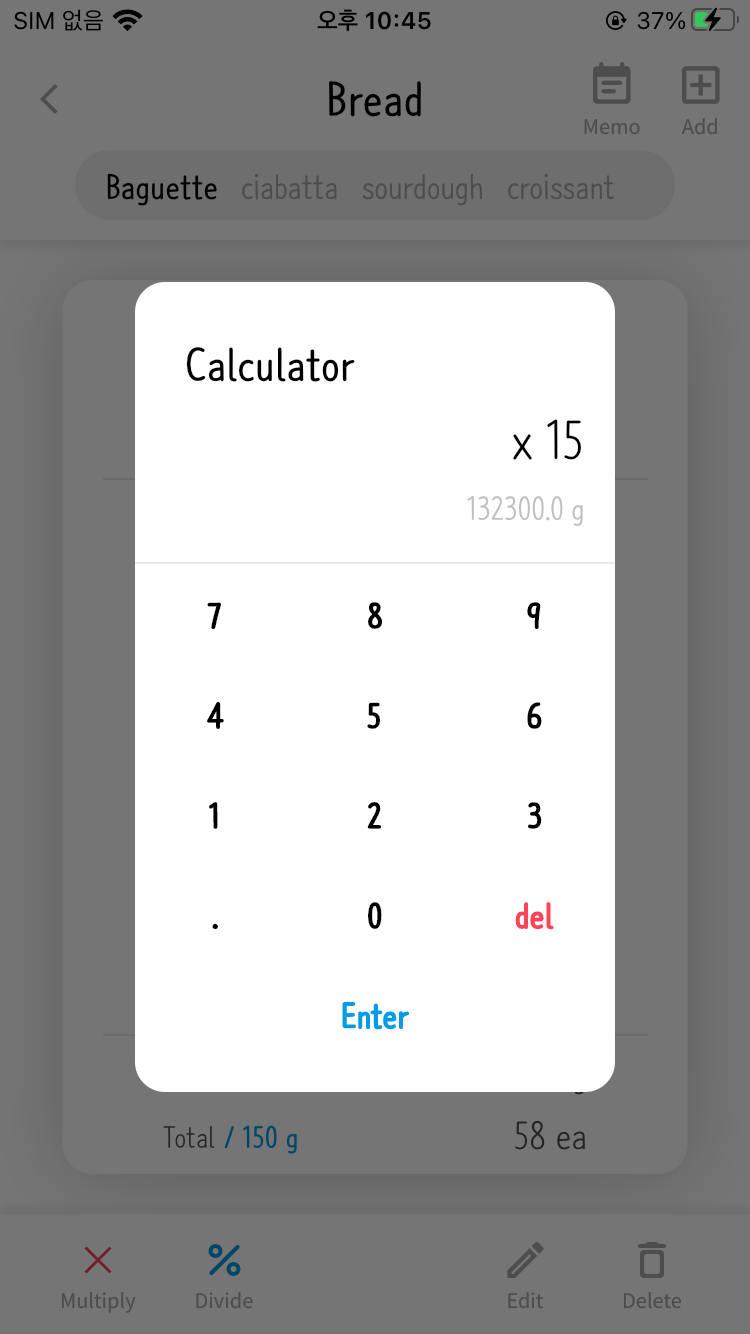 SIM 없음 오후 10:45 37%
Bread
Memo Add
Baguette ciabatta sourdough croissant
Calculator
x 15
132300.0 g
7 8 9
4 5 6
1 2 3
. 0 del
Enter
Total / 150 g 58 ea
Multiply Divide Edit Delete